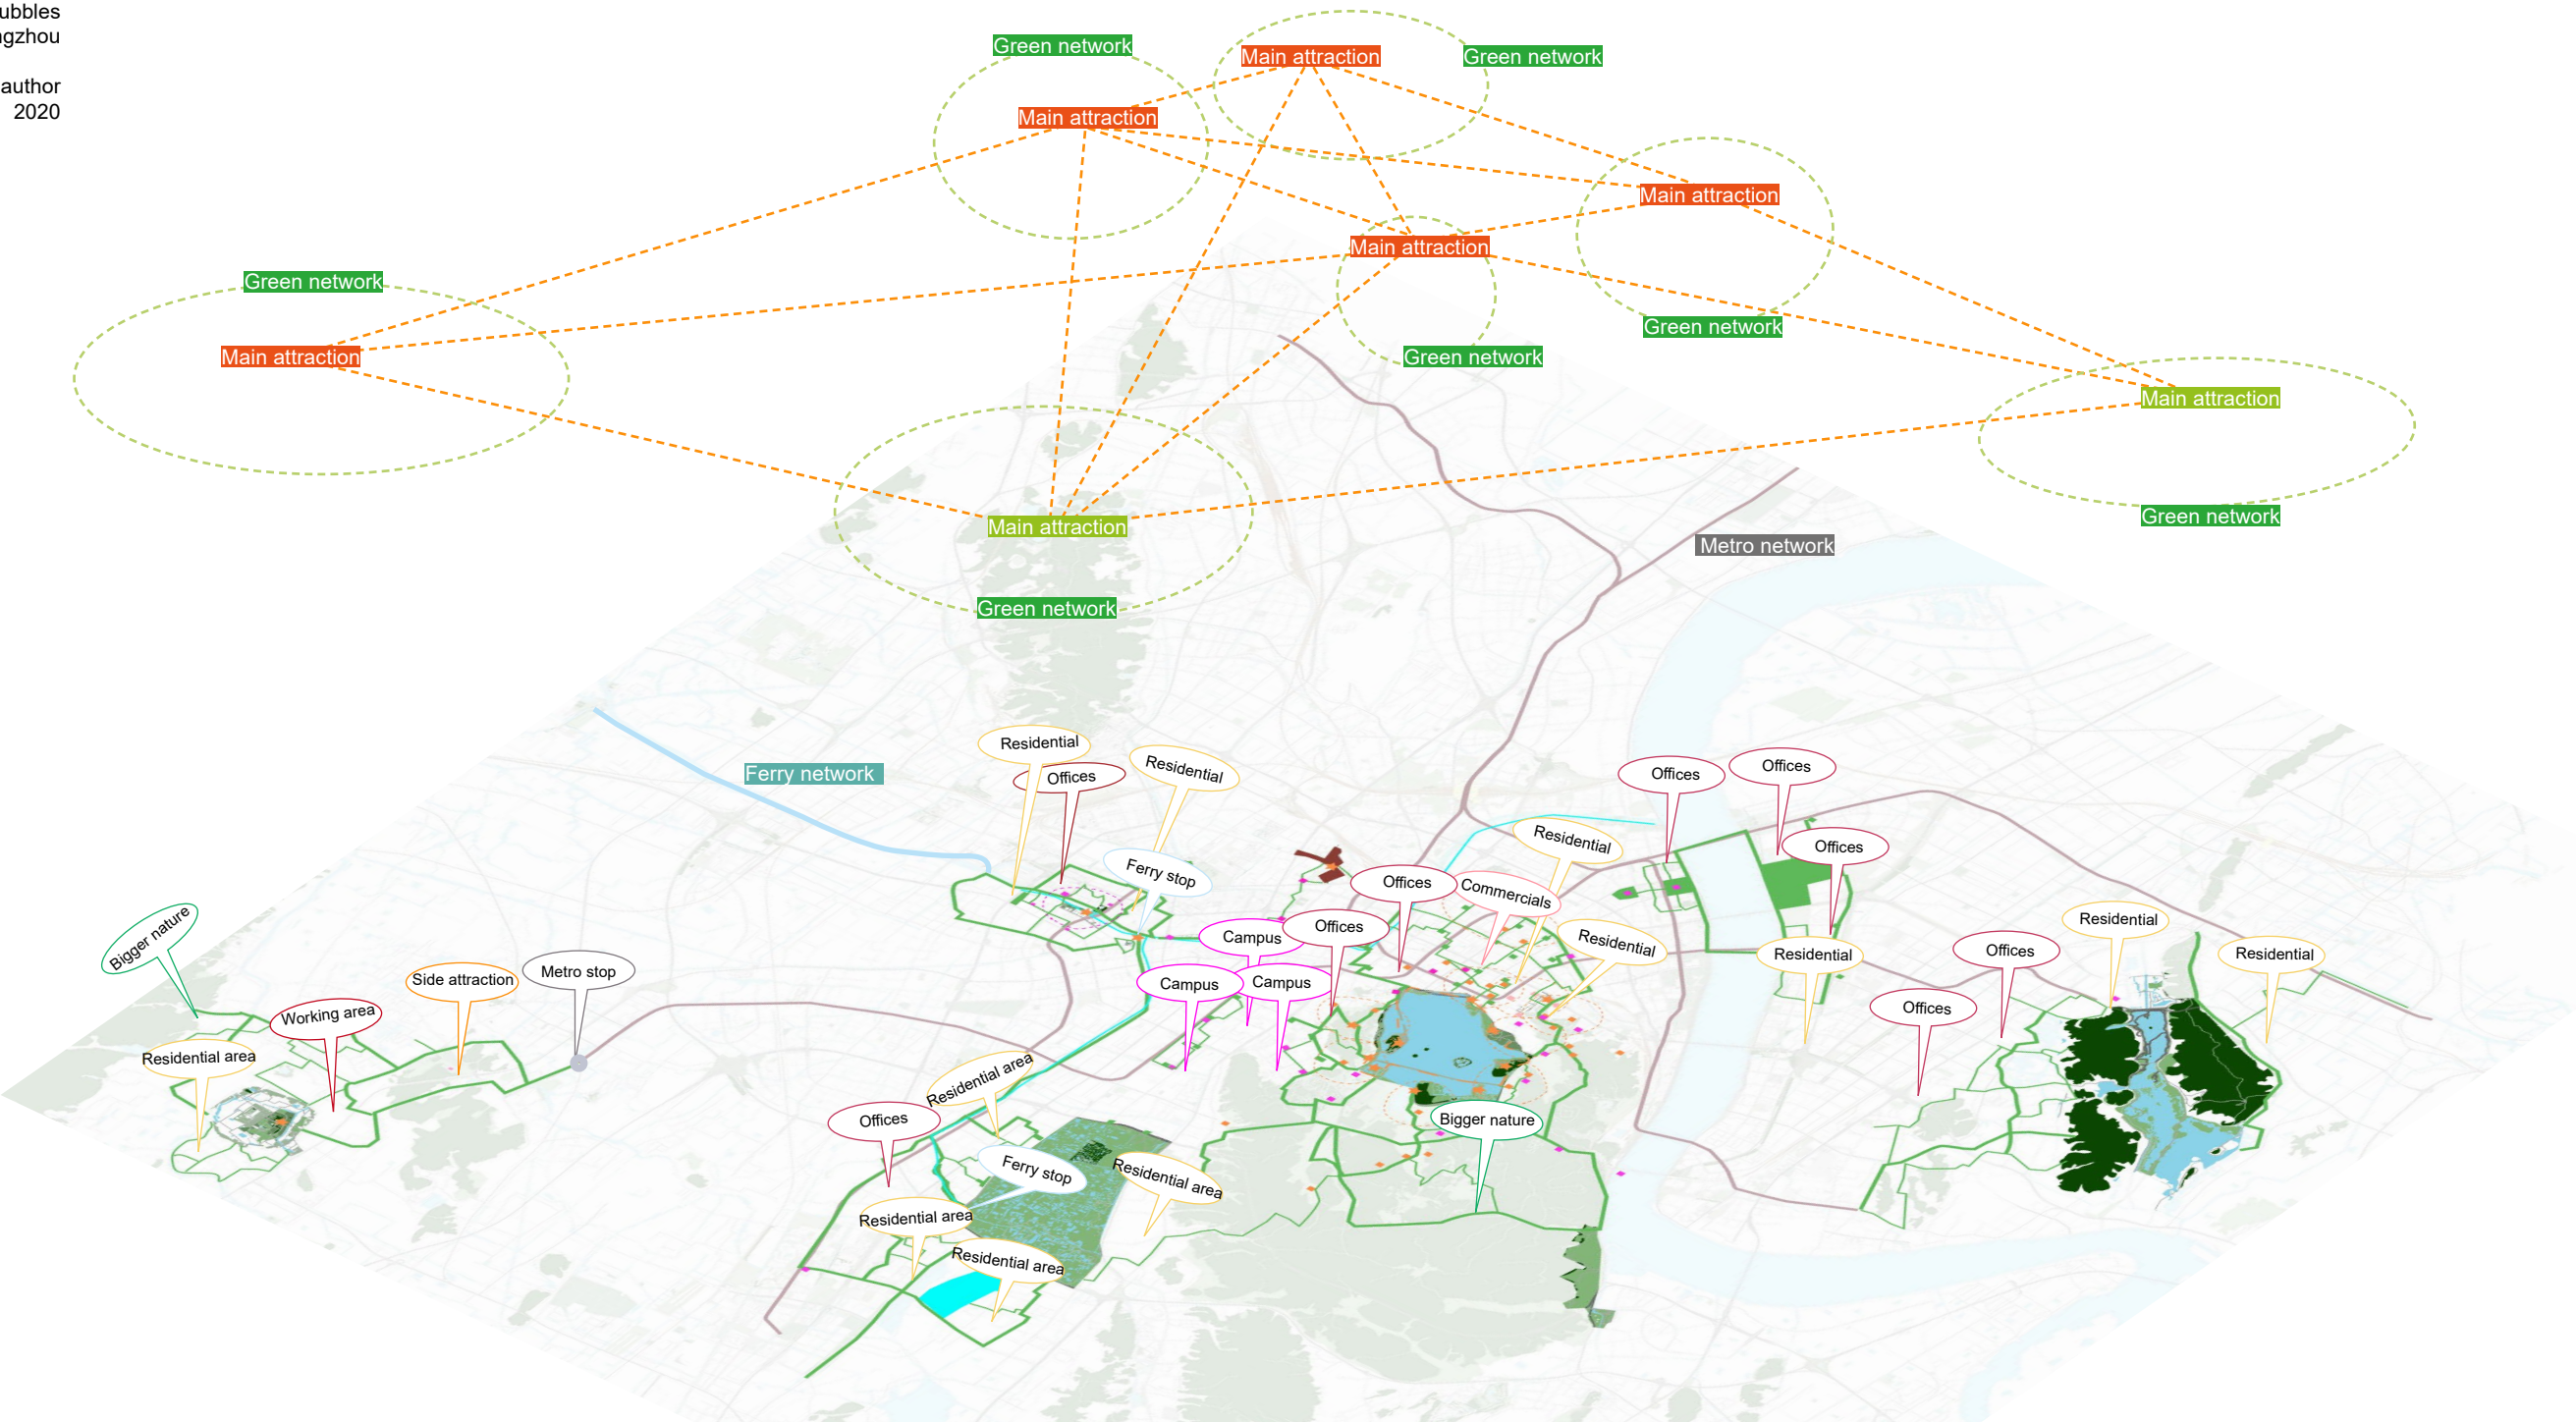 Green network
Main attraction
Green network
Main attraction
Main attraction
Main attraction
Green network
Green network
Main attraction
Green network
Main attraction
Green network
Main attraction
Green network
Metro network
Ferry network
Residential
Offices
Residential
Offices
Offices
Residential
Offices
Ferry stop
Offices
Commercials
Bigger nature
Campus
Offices
Residential
Residential
Residential
Offices
Residential
Side attraction
Metro stop
Campus
Campus
Offices
Working area
Residential area
Residential area
Offices
Bigger nature
Ferry stop
Residential area
Residential area
Residential area
author
2020